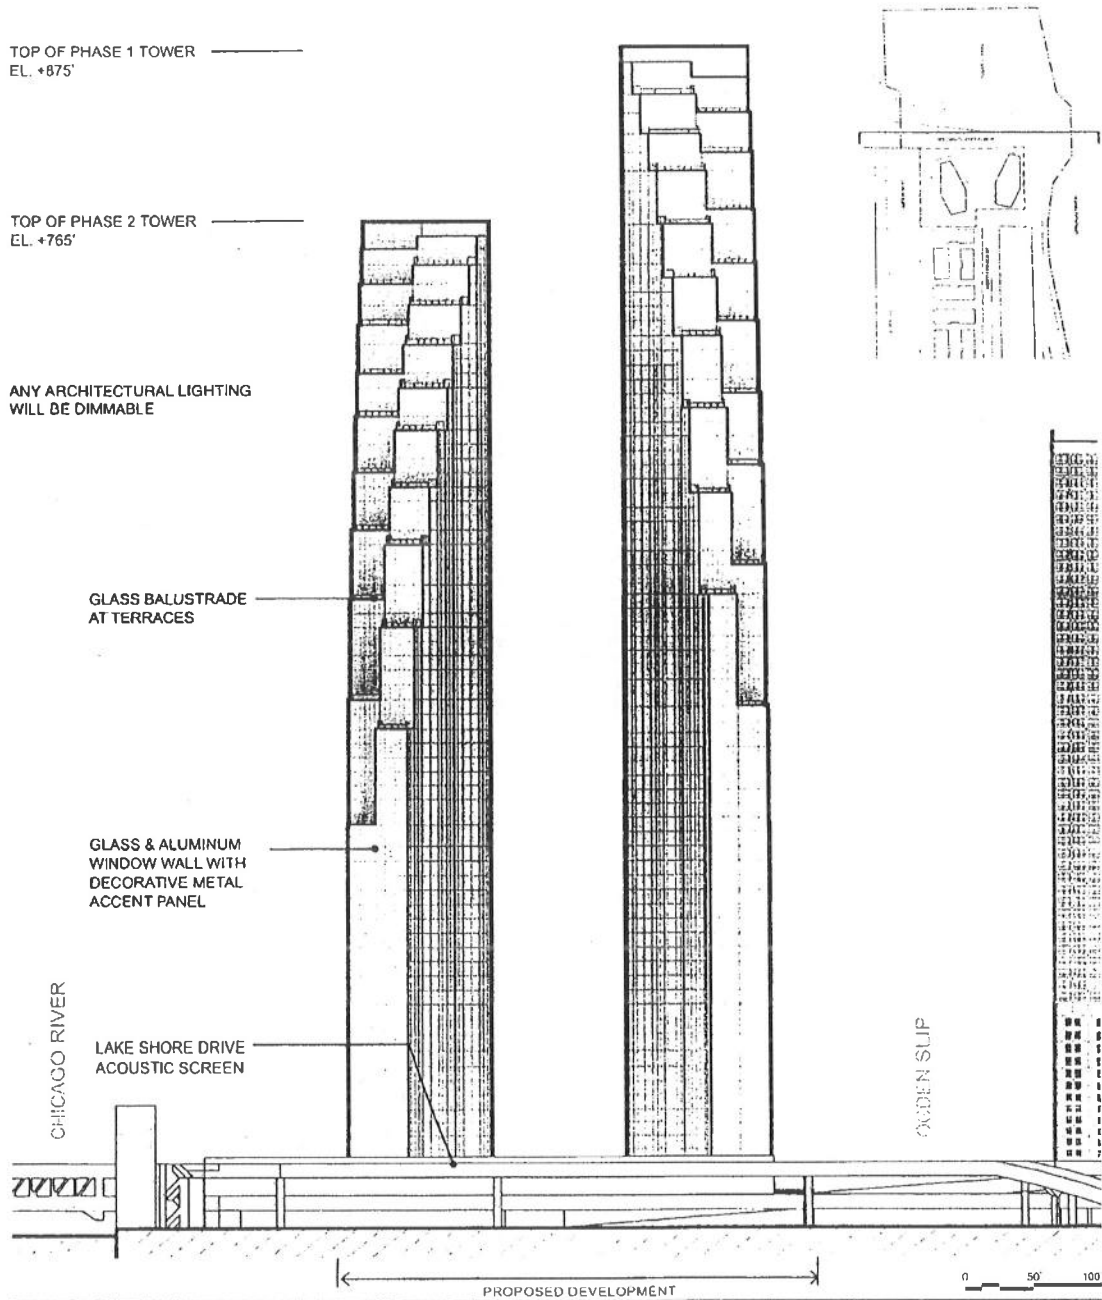 TOP OF PHASE 1 TOWER
EL. +875'
TOP OF PHASE 2 TOWER
EL. +765'
ANY ARCHITECTURAL LIGHTING
WILL BE DIMMABLE
GLASS BALUSTRADE
AT TERRACES
GLASS & ALUMINUM
WINDOW WALL WITH
DECORATIVE METAL
ACCENT PANEL
CHICAGO RIVER
LAKE SHORE DRIVE
ACOUSTIC SCREEN
OGDEN SLIP
PROPOSED DEVELOPMENT
0 50' 100